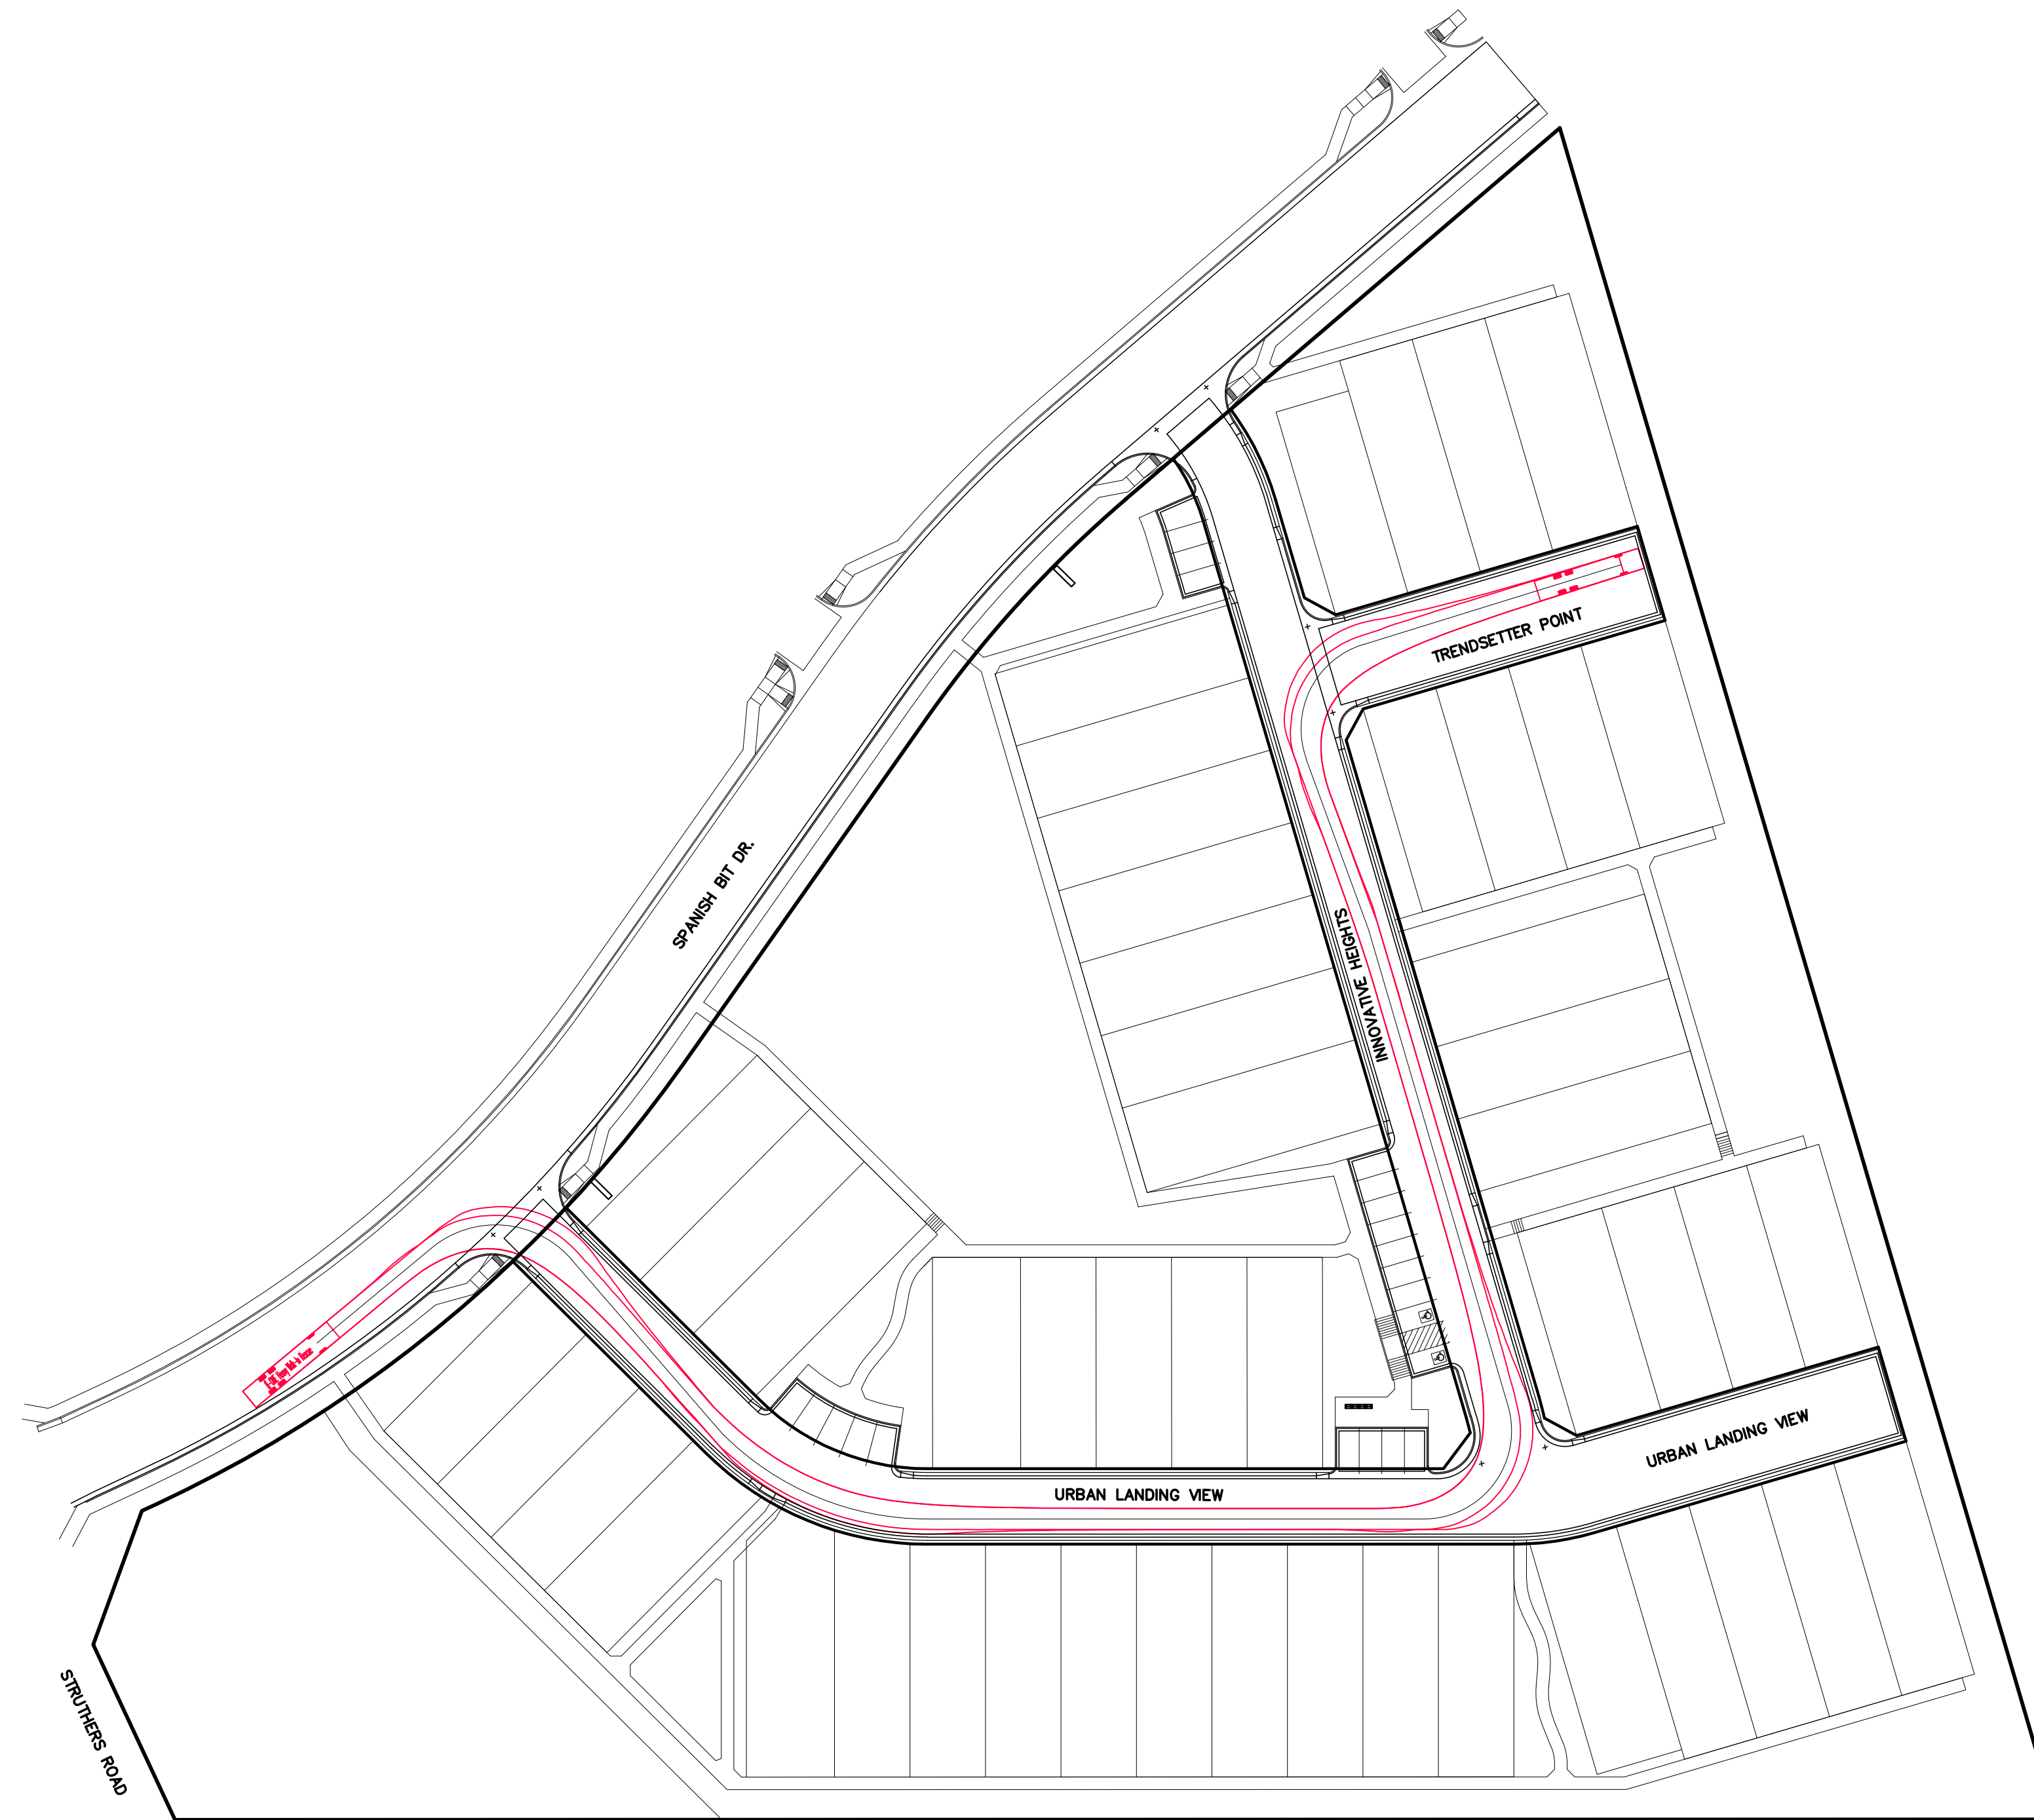 TRENDSETTER POINT
SPANISH BIT DR.
INNOVATIVE HEIGHTS
URBAN LANDING VIEW
URBAN LANDING VIEW
STRUTHERS ROAD